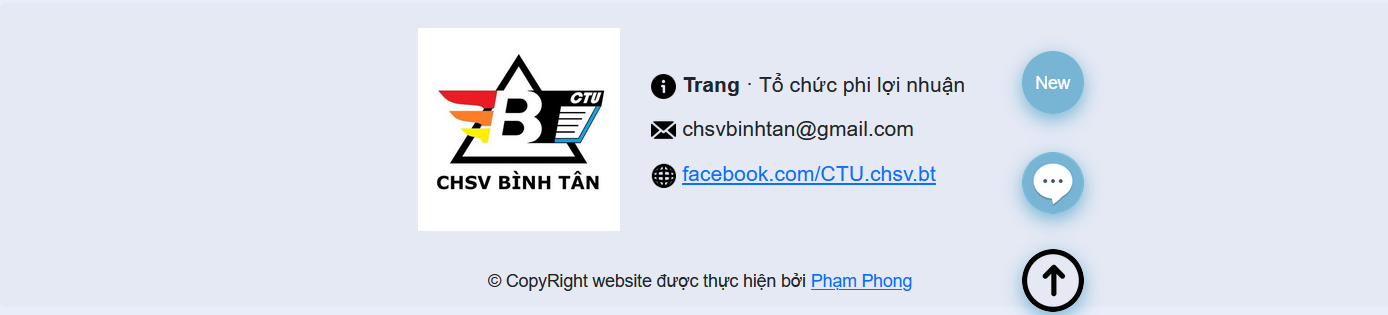 B
CTU
CHSV BÌNH TÂN
Trang · Tổ chức phi lợi nhuận
chsvbinhtan@gmail.com
facebook.com/CTU.chsv.bt
New
© CopyRight website được thực hiện bởi Phạm Phong